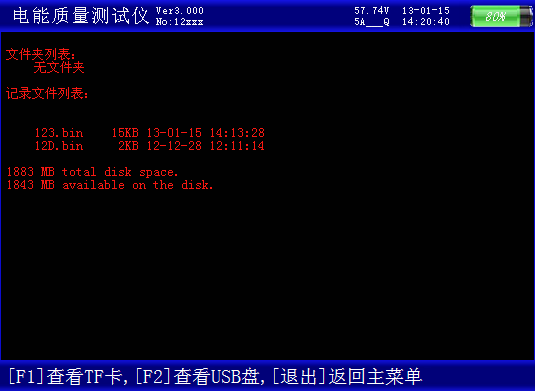 电能质量测试仪 Ver3.000 57.74V 13-01-15 80%
No:12xxx 5A___Q 14:20:40
文件夹列表:
无文件夹
记录文件列表:
123.bin 15KB 13-01-15 14:13:28
12D.bin 2KB 12-12-28 12:11:14
1883 MB total disk space.
1843 MB available on the disk.
[F1]查看TF卡,[F2]查看USB盘,[退出]返回主菜单